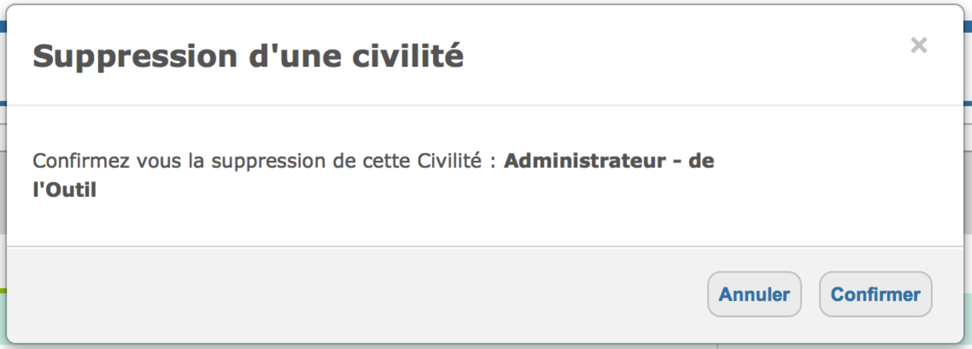 Suppression d'une civilité
×
Confirmez vous la suppression de cette Civilité : Administrateur - de
l'Outil
Annuler Confirmer